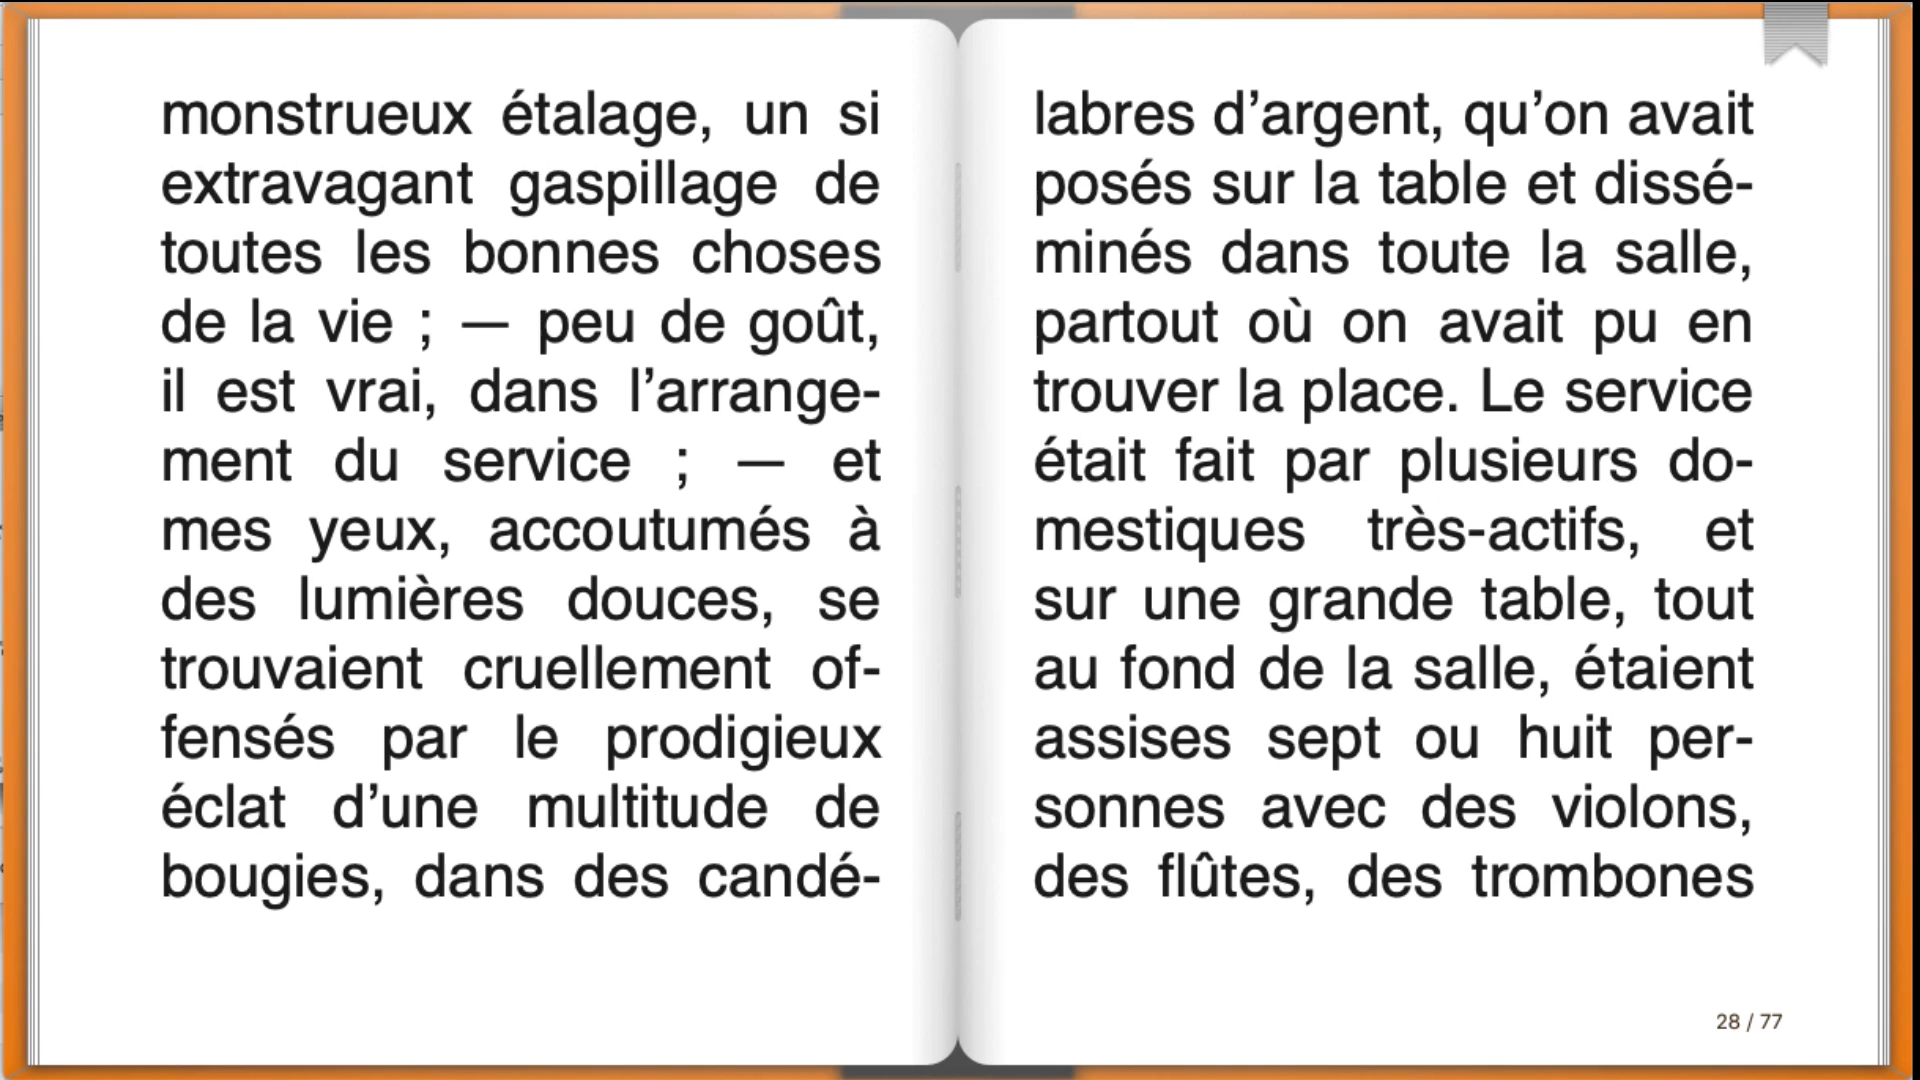 monstrueux étalage, un si
extravagant gaspillage de
toutes les bonnes choses
de la vie ; — peu de goût,
il est vrai, dans l’arrange-
ment du service ; — et
mes yeux, accoutumés à
des lumières douces, se
trouvaient cruellement of-
fensés par le prodigieux
éclat d’une multitude de
bougies, dans des candé-
labres d’argent, qu’on avait
posés sur la table et dissé-
minés dans toute la salle,
partout où on avait pu en
trouver la place. Le service
était fait par plusieurs do-
mestiques très-actifs, et
sur une grande table, tout
au fond de la salle, étaient
assises sept ou huit per-
sonnes avec des violons,
des flûtes, des trombones
28 / 77